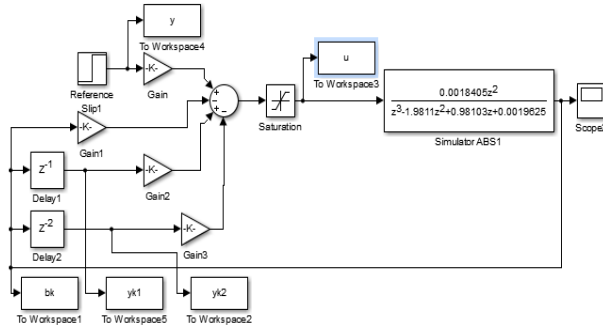 y
To Workspace4
Reference
Slip1
-K-
Gain
+
-
+
-
Saturation
u
To Workspace3
0.0018405z²
z³-1.9811z²+0.98103z+0.0019625
Simulator ABS1
-K-
Gain1
Z⁻¹
Delay1
-K-
Gain2
Z⁻²
Delay2
-K-
Gain3
bk
To Workspace1
yk1
To Workspace5
yk2
To Workspace2